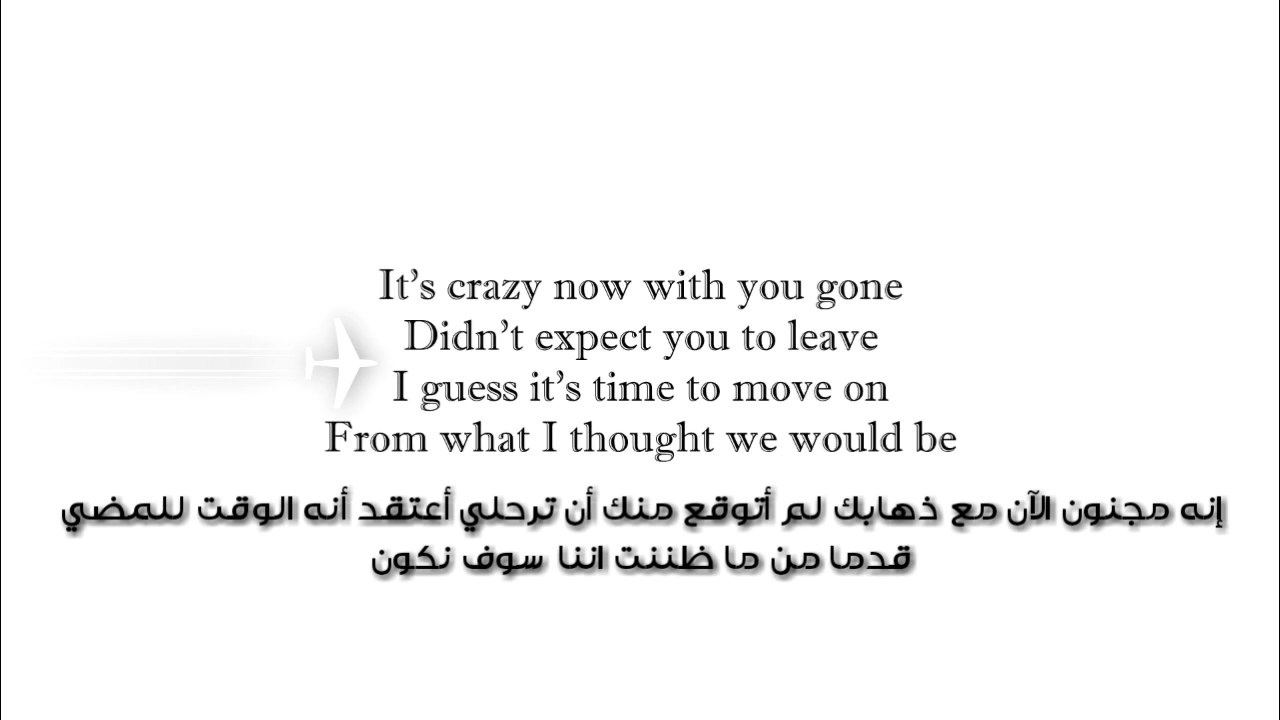 It’s crazy now with you gone
Didn’t expect you to leave
I guess it’s time to move on
From what I thought we would be
إنه مجنون الآن مع ذهابك لم أتوقع منك أن ترحلي أعتقد أنه الوقت للمضي
قدما من ما ظننت اننا سوف نكون